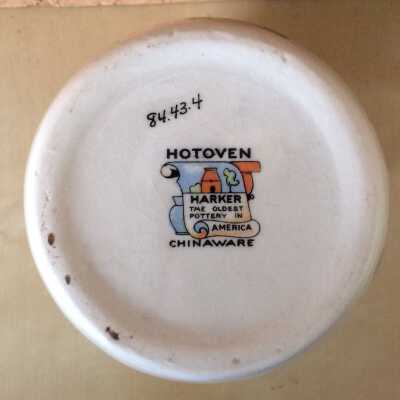 84.43.4
HOTOVEN
HARKER
THE OLDEST
POTTERY IN
AMERICA
CHINAWARE